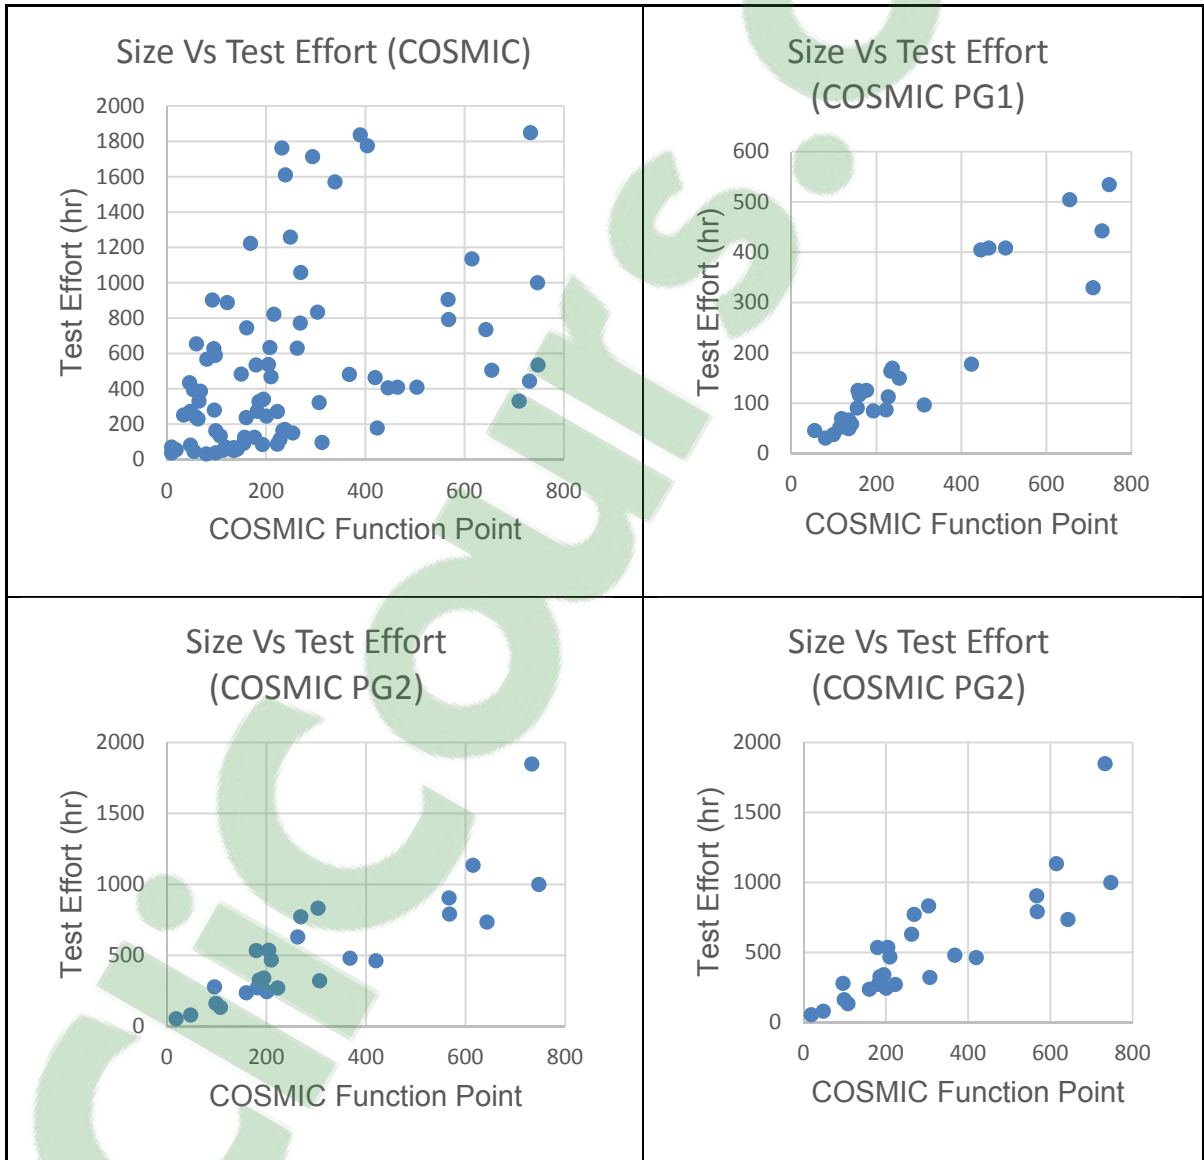 Size Vs Test Effort (COSMIC)
2000
1800
1600
1400
1200
1000
800
600
400
200
0
0 200 400 600 800
Test Effort (hr)
COSMIC Function Point
Size Vs Test Effort
(COSMIC PG1)
600
500
400
300
200
100
0
0 200 400 600 800
Test Effort (hr)
COSMIC Function Point
Size Vs Test Effort
(COSMIC PG2)
2000
1500
1000
500
0
0 200 400 600 800
Test Effort (hr)
COSMIC Function Point
Size Vs Test Effort
(COSMIC PG2)
2000
1500
1000
500
0
0 200 400 600 800
Test Effort (hr)
COSMIC Function Point
cliCours.c